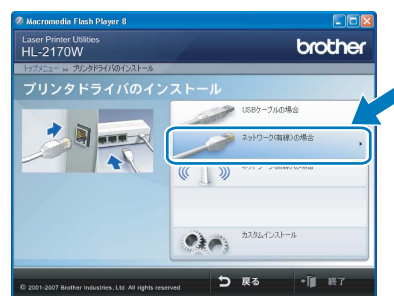 Macromedia Flash Player 8
Laser Printer Utilities
HL-2170W
brother
トップメニュー ›› プリンタドライバのインストール
プリンタドライバのインストール
USBケーブルの場合
ネットワーク(有線)の場合
カスタムインストール
© 2001-2007 Brother Industries, Ltd. All rights reserved.
戻る
終了